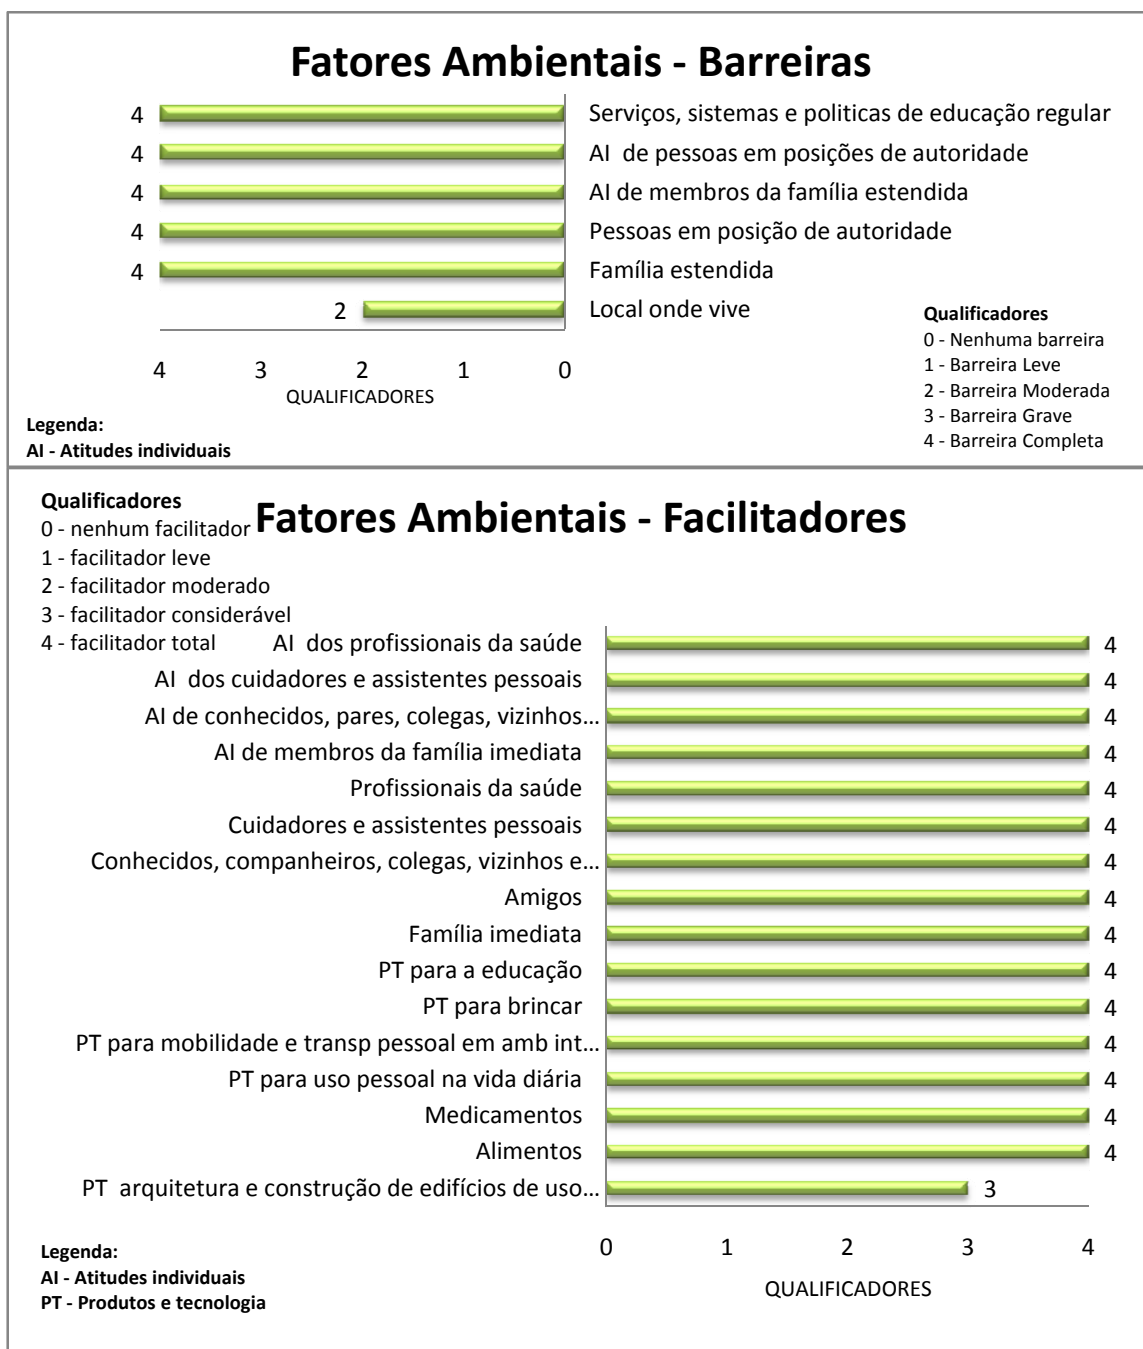 Fatores Ambientais - Barreiras
4 Serviços, sistemas e politicas de educação regular
4 AI de pessoas em posições de autoridade
4 AI de membros da família estendida
4 Pessoas em posição de autoridade
4 Família estendida
2 Local onde vive
4 3 2 1 0
QUALIFICADORES
Qualificadores
0 - Nenhuma barreira
1 - Barreira Leve
2 - Barreira Moderada
3 - Barreira Grave
4 - Barreira Completa
Legenda:
AI - Atitudes individuais
Fatores Ambientais - Facilitadores
Qualificadores
0 - nenhum facilitador
1 - facilitador leve
2 - facilitador moderado
3 - facilitador considerável
4 - facilitador total
AI dos profissionais da saúde 4
AI dos cuidadores e assistentes pessoais 4
AI de conhecidos, pares, colegas, vizinhos... 4
AI de membros da família imediata 4
Profissionais da saúde 4
Cuidadores e assistentes pessoais 4
Conhecidos, companheiros, colegas, vizinhos e... 4
Amigos 4
Família imediata 4
PT para a educação 4
PT para brincar 4
PT para mobilidade e transp pessoal em amb int... 4
PT para uso pessoal na vida diária 4
Medicamentos 4
Alimentos 4
PT arquitetura e construção de edifícios de uso... 3
0 1 2 3 4
QUALIFICADORES
Legenda:
AI - Atitudes individuais
PT - Produtos e tecnologia